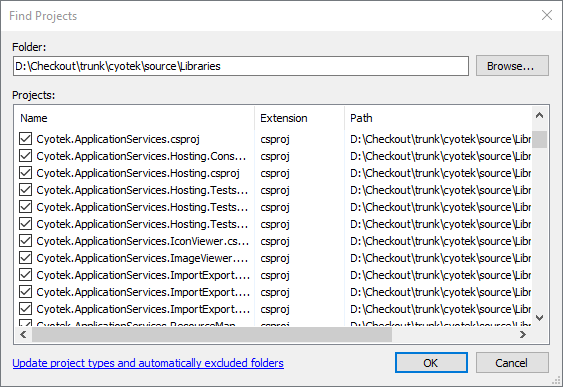 Find Projects
Folder:
D:\Checkout\trunk\cyotek\source\Libraries
Browse...
Projects:
Name Extension Path
Cyotek.ApplicationServices.csproj csproj D:\Checkout\trunk\cyotek\source\Libr
Cyotek.ApplicationServices.Hosting.Cons... csproj D:\Checkout\trunk\cyotek\source\Libr
Cyotek.ApplicationServices.Hosting.csproj csproj D:\Checkout\trunk\cyotek\source\Libr
Cyotek.ApplicationServices.Hosting.Tests... csproj D:\Checkout\trunk\cyotek\source\Libr
Cyotek.ApplicationServices.Hosting.Tests... csproj D:\Checkout\trunk\cyotek\source\Libr
Cyotek.ApplicationServices.Hosting.Tests... csproj D:\Checkout\trunk\cyotek\source\Libr
Cyotek.ApplicationServices.IconViewer.cs... csproj D:\Checkout\trunk\cyotek\source\Libr
Cyotek.ApplicationServices.ImageViewer.... csproj D:\Checkout\trunk\cyotek\source\Libr
Cyotek.ApplicationServices.ImportExport.... csproj D:\Checkout\trunk\cyotek\source\Libr
Cyotek.ApplicationServices.ImportExport.... csproj D:\Checkout\trunk\cyotek\source\Libr
Cyotek.ApplicationServices.ImportExport.... csproj D:\Checkout\trunk\cyotek\source\Libr
Cyotek.ApplicationServices.ResourceMan... csproj D:\Checkout\trunk\cyotek\source\Libr
Update project types and automatically excluded folders
OK
Cancel